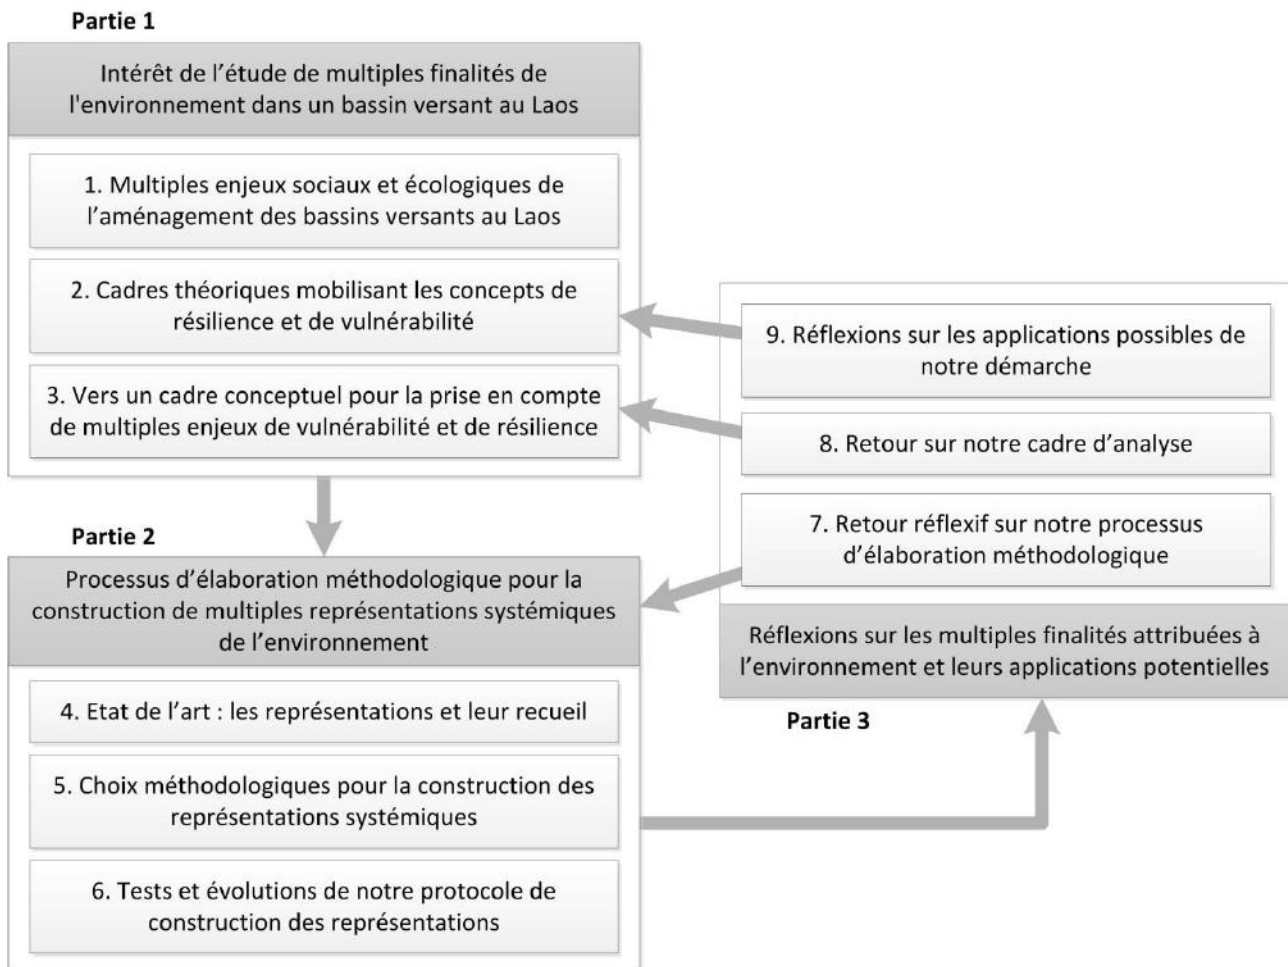 Partie 1
Intérêt de l’étude de multiples finalités de
l'environnement dans un bassin versant au Laos
1. Multiples enjeux sociaux et écologiques de
l’aménagement des bassins versants au Laos
2. Cadres théoriques mobilisant les concepts de
résilience et de vulnérabilité
3. Vers un cadre conceptuel pour la prise en compte
de multiples enjeux de vulnérabilité et de résilience
Partie 2
Processus d’élaboration méthodologique pour la
construction de multiples représentations systémiques
de l’environnement
4. Etat de l’art : les représentations et leur recueil
5. Choix méthodologiques pour la construction des
représentations systémiques
6. Tests et évolutions de notre protocole de
construction des représentations
9. Réflexions sur les applications possibles de
notre démarche
8. Retour sur notre cadre d’analyse
7. Retour réflexif sur notre processus
d’élaboration méthodologique
Réflexions sur les multiples finalités attribuées à
l’environnement et leurs applications potentielles
Partie 3